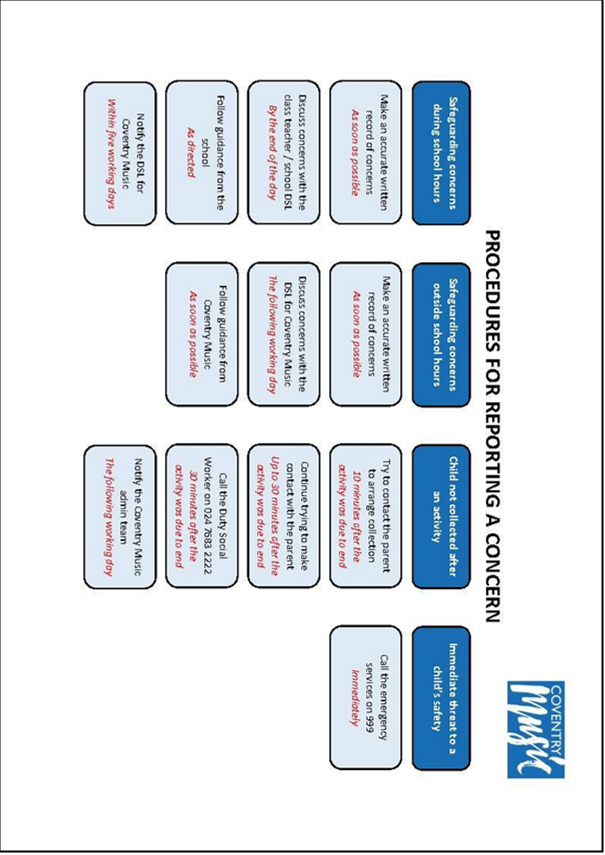 COVENTRY
Music
PROCEDURES FOR REPORTING A CONCERN
Safeguarding concerns
during school hours
Make an accurate written
record of concerns
As soon as possible
Discuss concerns with the
class teacher / school DSL
By the end of the day
Follow guidance from the
school
As directed
Notify the DSL for
Coventry Music
Within five working days
Safeguarding concerns
outside school hours
Make an accurate written
record of concerns
As soon as possible
Discuss concerns with the
DSL for Coventry Music
The following working day
Follow guidance from
Coventry Music
As soon as possible
Child not collected after
an activity
Try to contact the parent
to arrange collection
10 minutes after the
activity was due to end
Continue trying to make
contact with the parent
Up to 30 minutes after the
activity was due to end
Call the Duty Social
Worker on 024 7683 2222
30 minutes after the
activity was due to end
Notify the Coventry Music
admin team
The following working day
Immediate threat to a
child's safety
Call the emergency
services on 999
Immediately